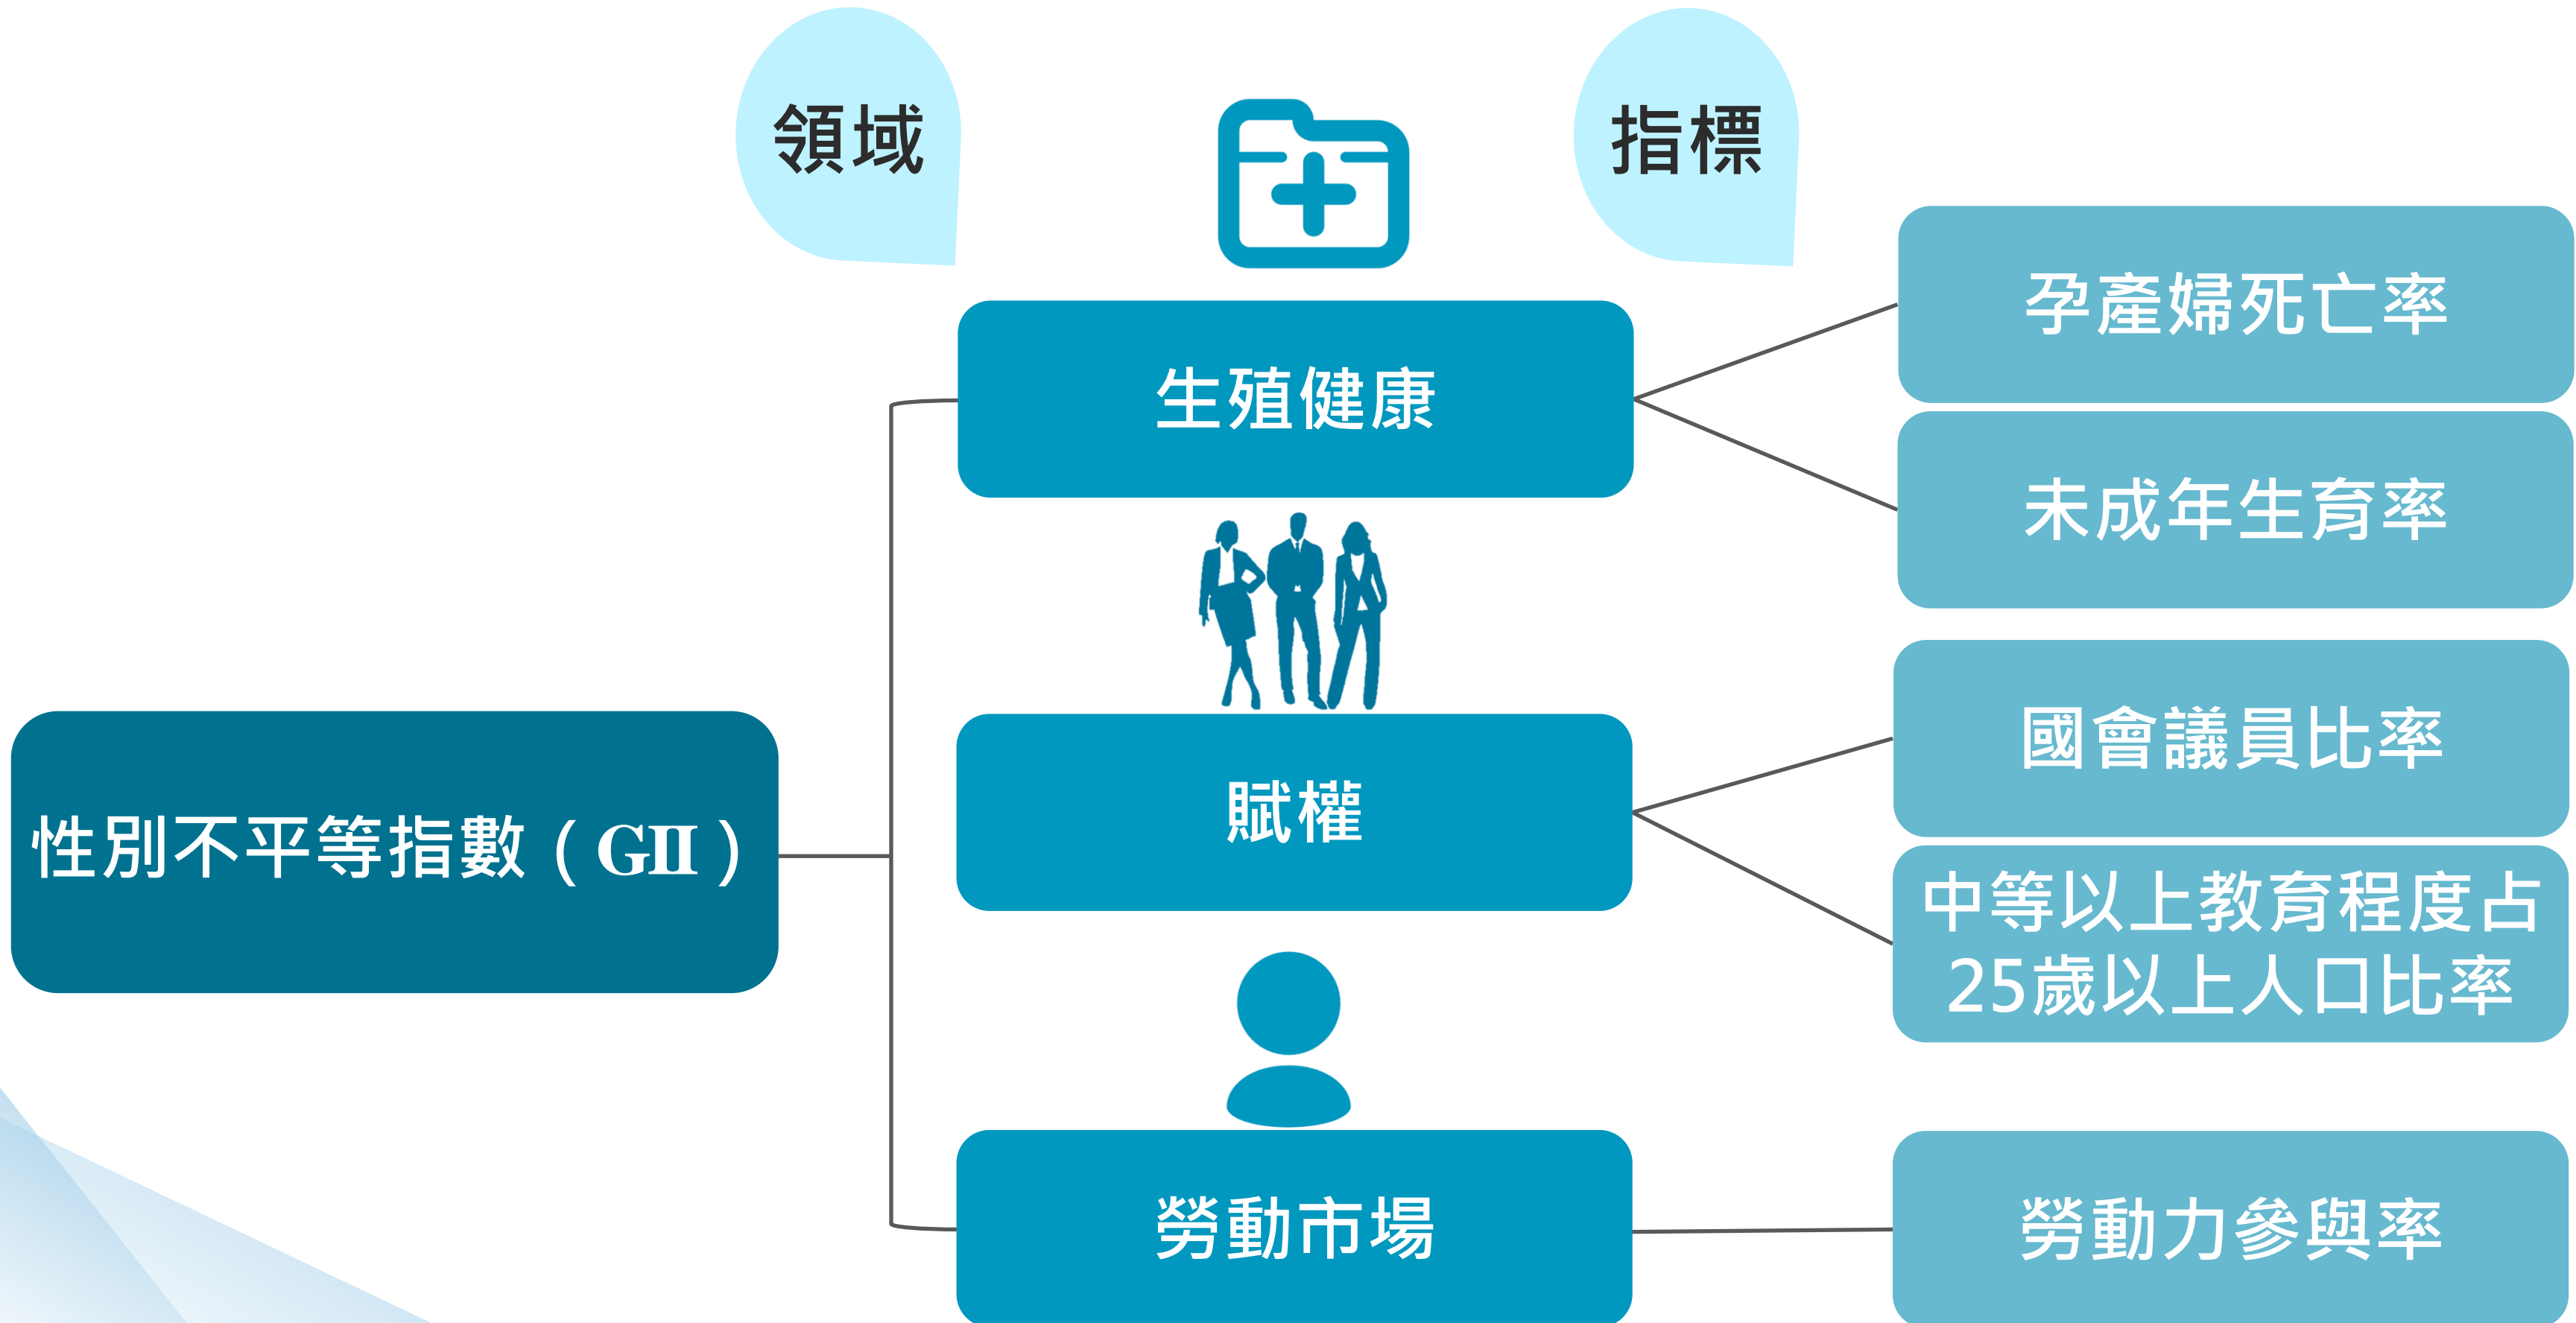 領域
指標
性別不平等指數（GII）
生殖健康
孕產婦死亡率
未成年生育率
賦權
國會議員比率
中等以上教育程度占
25歲以上人口比率
勞動市場
勞動力參與率